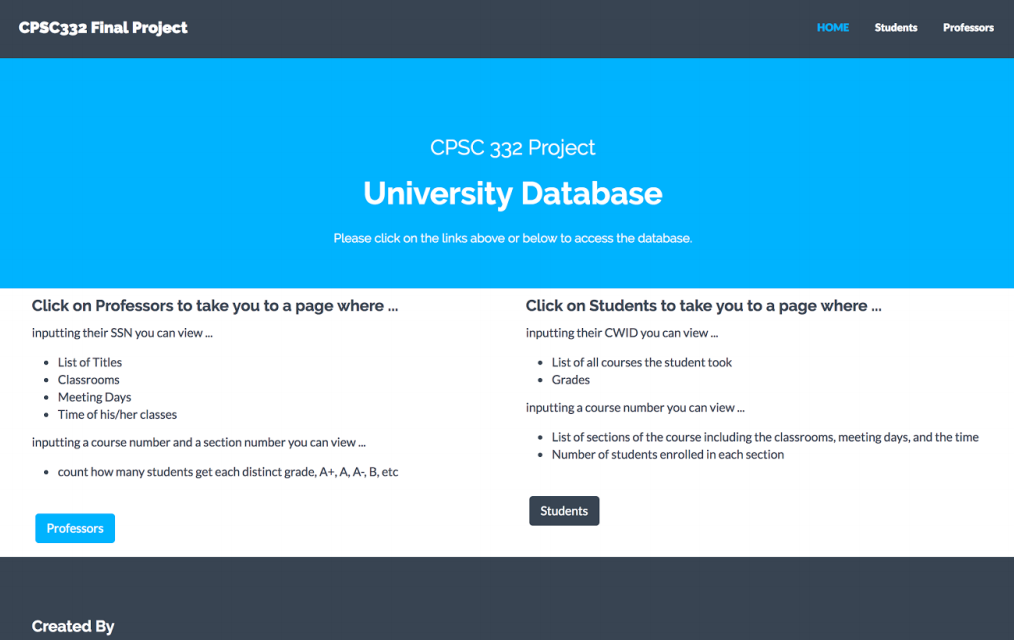 CPSC332 Final Project
HOME Students Professors
CPSC 332 Project
University Database
Please click on the links above or below to access the database.
Click on Professors to take you to a page where ...
inputting their SSN you can view ...
List of Titles
Classrooms
Meeting Days
Time of his/her classes
inputting a course number and a section number you can view ...
count how many students get each distinct grade, A+, A, A-, B, etc
Professors
Click on Students to take you to a page where ...
inputting their CWID you can view ...
List of all courses the student took
Grades
inputting a course number you can view ...
List of sections of the course including the classrooms, meeting days, and the time
Number of students enrolled in each section
Students
Created By